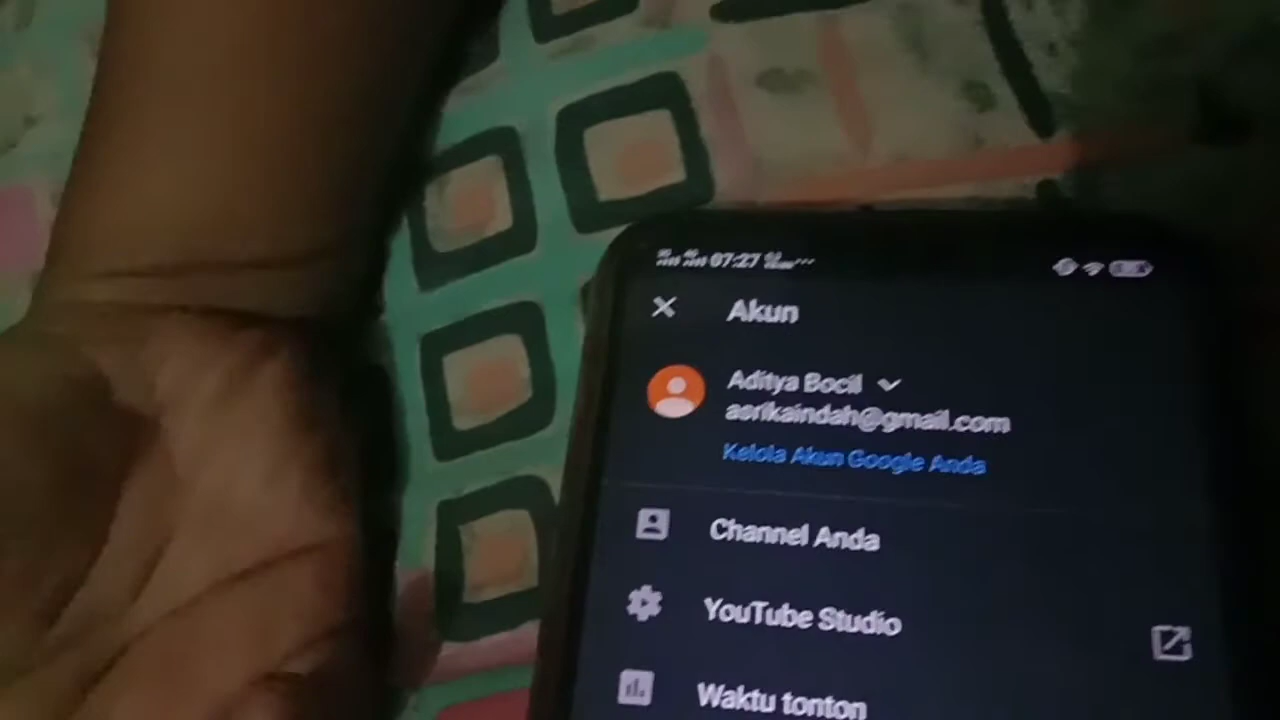 07:27
Akun
Aditya Bocil
asrikaindah@gmail.com
Kelola Akun Google Anda
Channel Anda
YouTube Studio
Waktu tonton